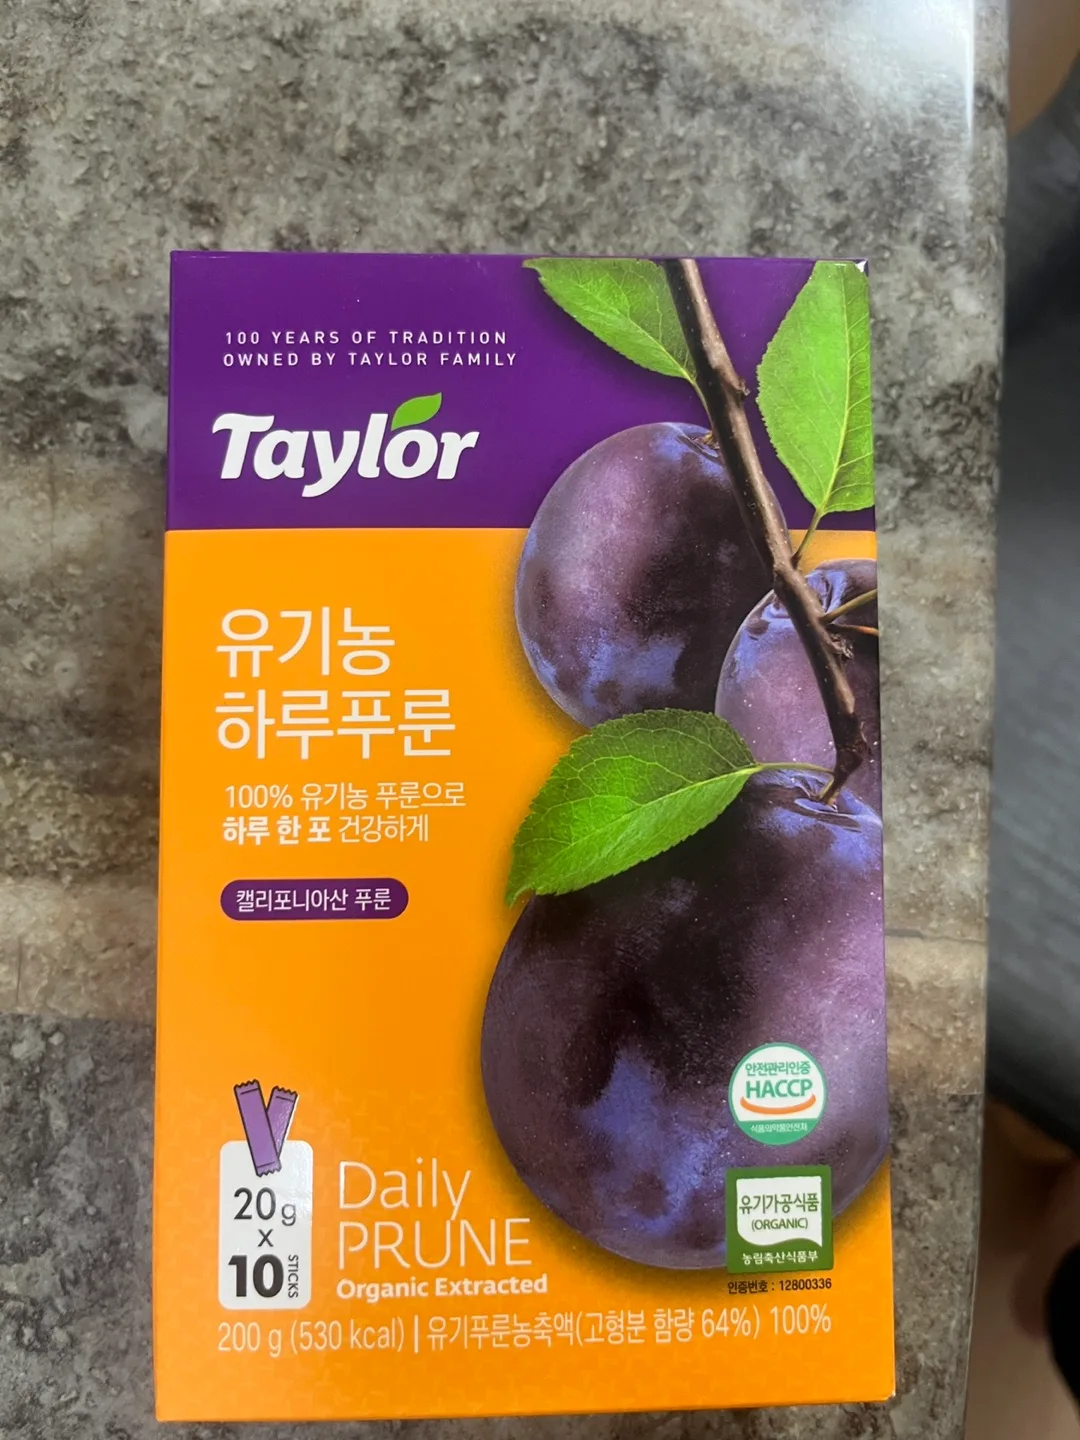 100 YEARS OF TRADITION
OWNED BY TAYLOR FAMILY
Taylor
유기농
하루푸룬
100% 유기농 푸룬으로
하루 한 포 건강하게
캘리포니아산 푸룬
20g
x
10 STICKS
Daily
PRUNE
Organic Extracted
안전관리인증
HACCP
식품의약품안전처
유기가공식품
(ORGANIC)
농림축산식품부
인증번호 : 12800336
200 g (530 kcal) | 유기푸룬농축액(고형분 함량 64%) 100%